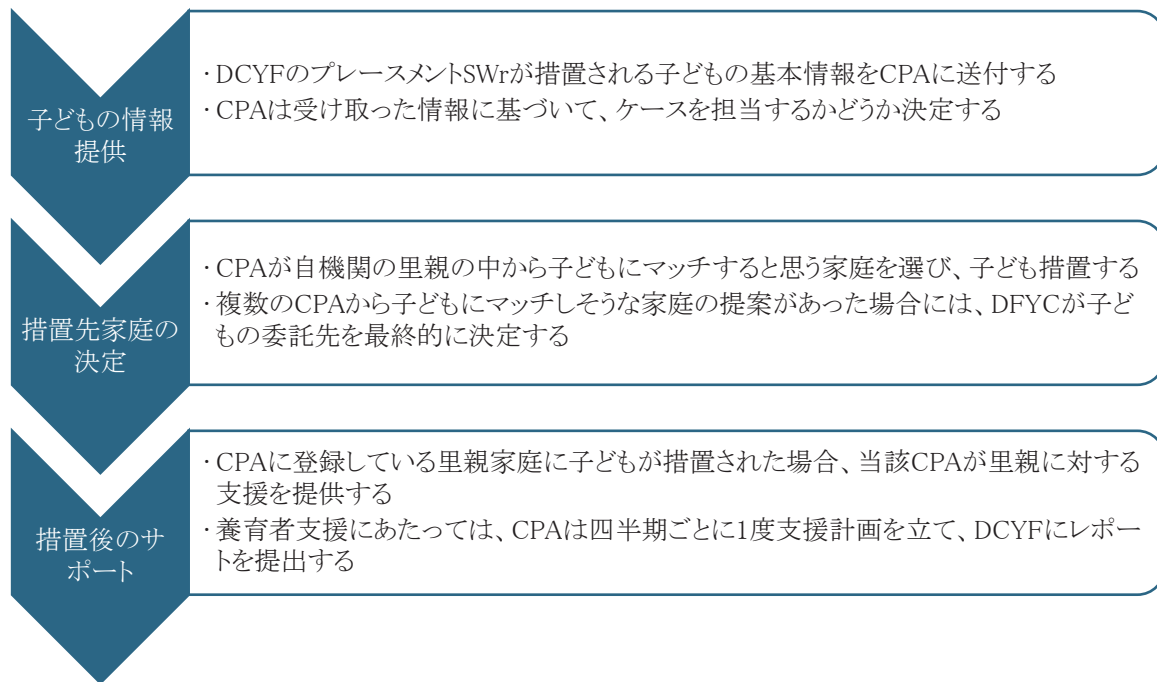 子どもの情報
提供
・DCYFのプレースメントSWrが措置される子どもの基本情報をCPAに送付する
・CPAは受け取った情報に基づいて、ケースを担当するかどうか決定する
措置先家庭の
決定
・CPAが自機関の里親の中から子どもにマッチすると思う家庭を選び、子ども措置する
・複数のCPAから子どもにマッチしそうな家庭の提案があった場合には、DFYCが子ど
もの委託先を最終的に決定する
措置後のサ
ポート
・CPAに登録している里親家庭に子どもが措置された場合、当該CPAが里親に対する
支援を提供する
・養育者支援にあたっては、CPAは四半期ごとに1度支援計画を立て、DCYFにレポー
トを提出する